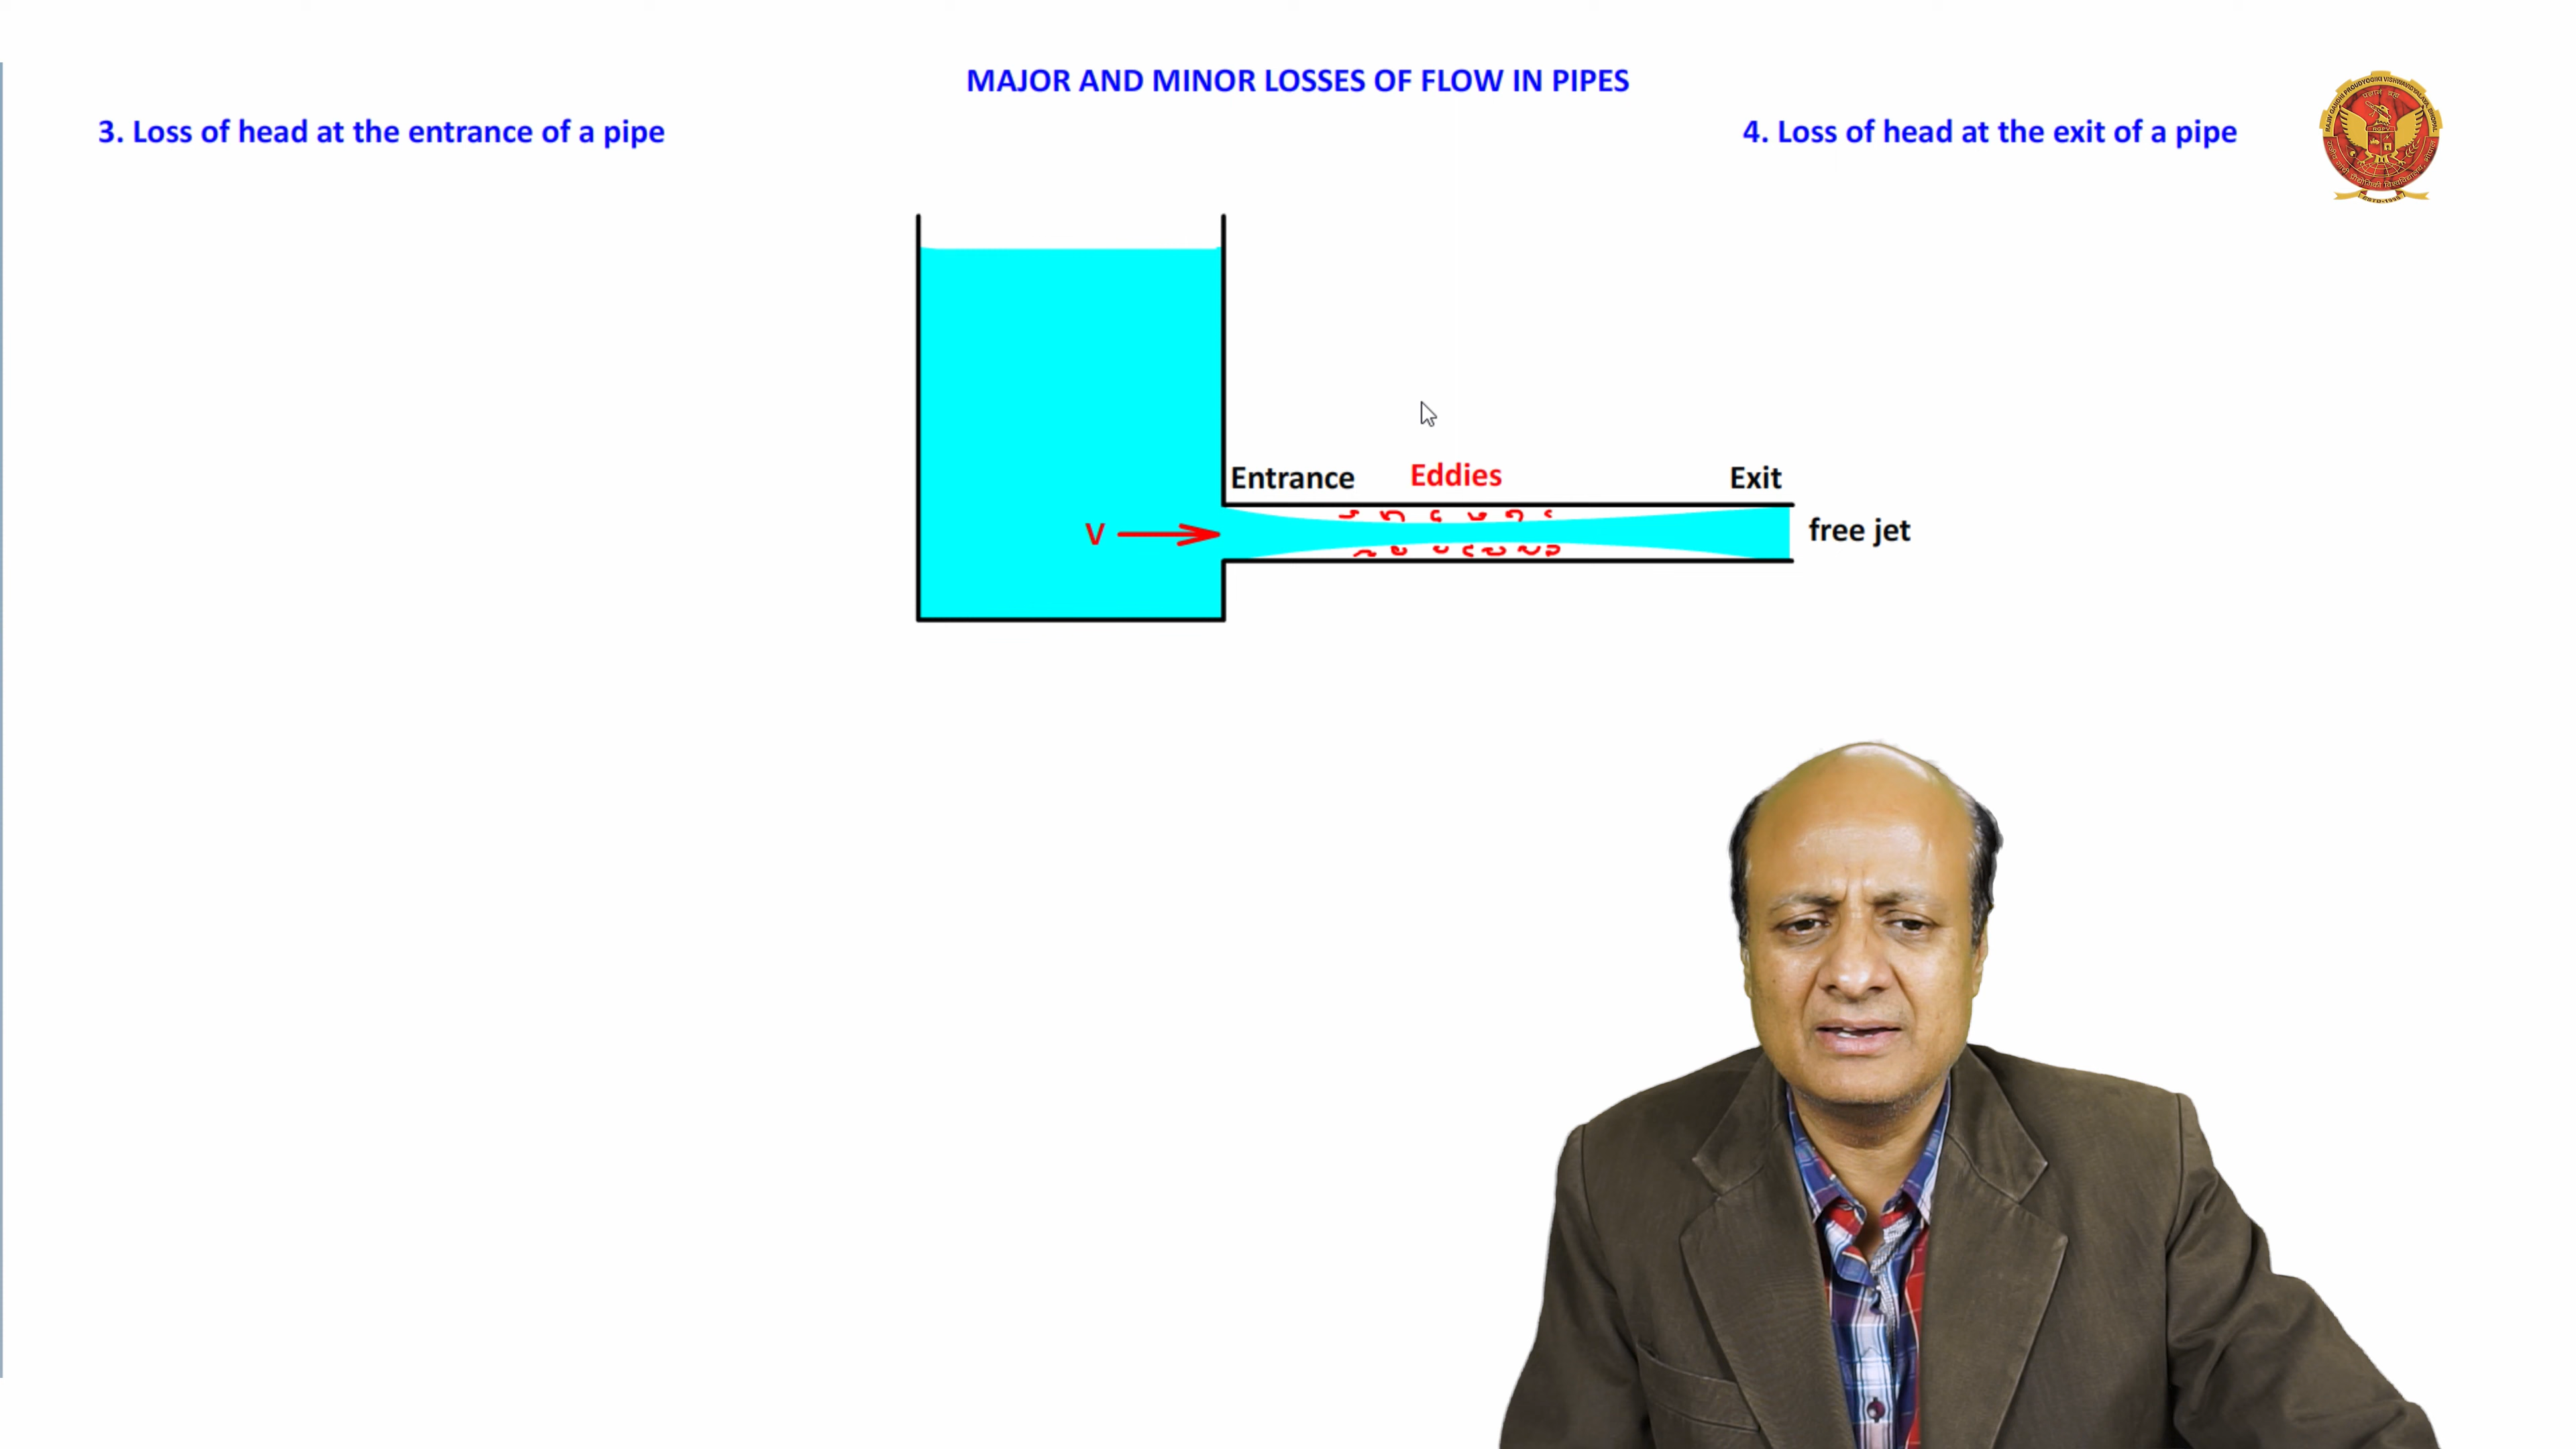 MAJOR AND MINOR LOSSES OF FLOW IN PIPES
3. Loss of head at the entrance of a pipe
4. Loss of head at the exit of a pipe
Entrance
Eddies
Exit
V
free jet